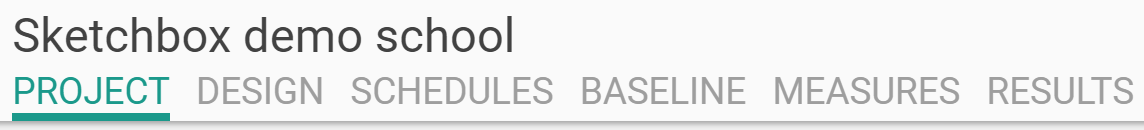 Sketchbox demo school
PROJECT DESIGN SCHEDULES BASELINE MEASURES RESULTS